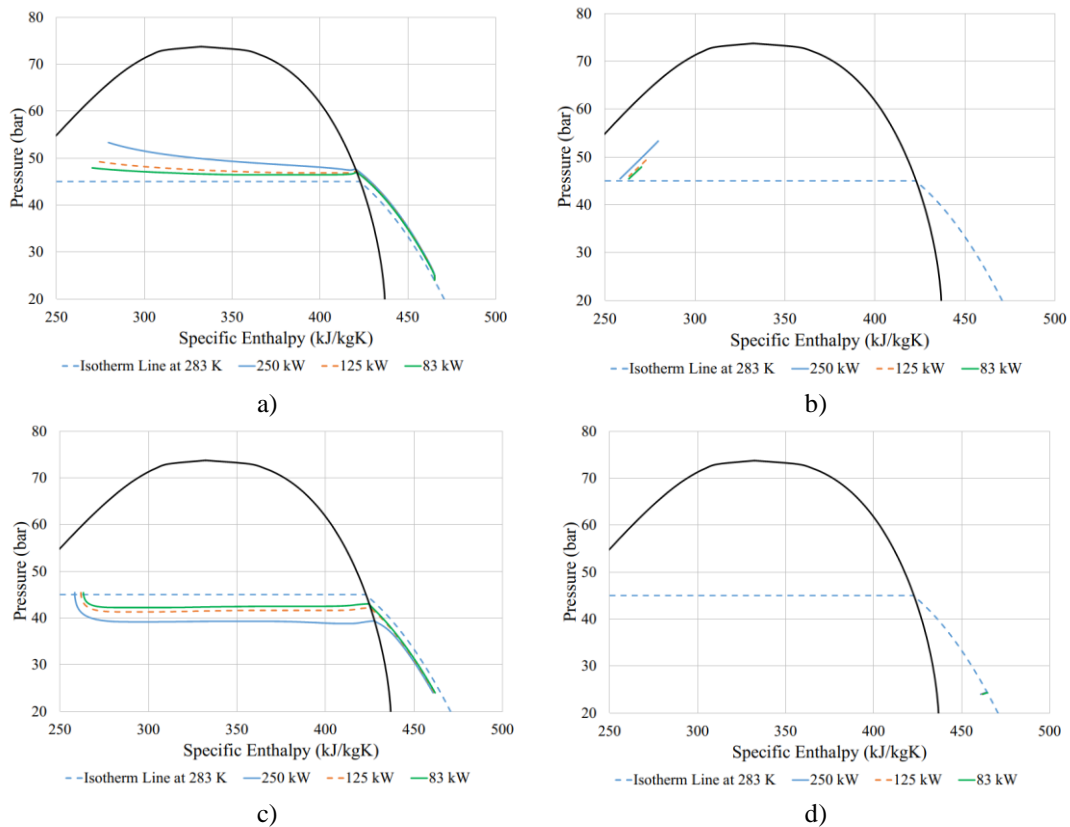 80
70
60
50
40
30
20
Pressure (bar)
250 300 350 400 450 500
Specific Enthalpy (kJ/kgK)
Isotherm Line at 283 K 250 kW 125 kW 83 kW
a)
80
70
60
50
40
30
20
Pressure (bar)
250 300 350 400 450 500
Specific Enthalpy (kJ/kgK)
Isotherm Line at 283 K 250 kW 125 kW 83 kW
b)
80
70
60
50
40
30
20
Pressure (bar)
250 300 350 400 450 500
Specific Enthalpy (kJ/kgK)
Isotherm Line at 283 K 250 kW 125 kW 83 kW
c)
80
70
60
50
40
30
20
Pressure (bar)
250 300 350 400 450 500
Specific Enthalpy (kJ/kgK)
Isotherm Line at 283 K 250 kW 125 kW 83 kW
d)